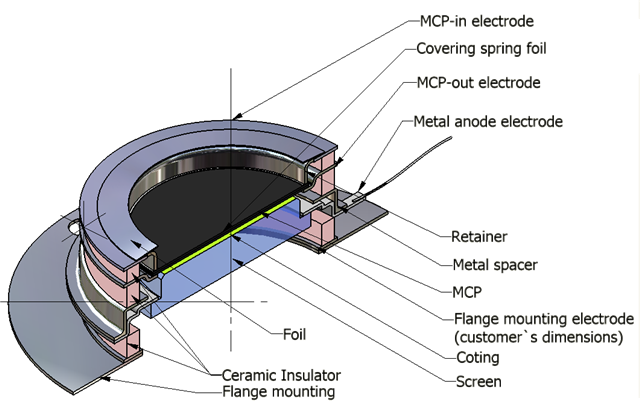 MCP-in electrode
Covering spring foil
MCP-out electrode
Metal anode electrode
Retainer
Metal spacer
MCP
Flange mounting electrode
(customer`s dimensions)
Foil
Coting
Ceramic Insulator
Screen
Flange mounting